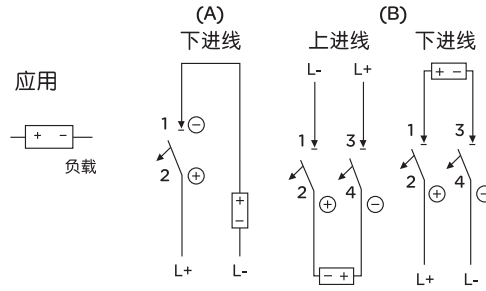 (A) (B)
下进线 上进线 下进线
L- L+
应用
+ -
负载
+ -
1 -
2 +
+
-
L+ L-
1 3
2 + 4 -
- +
1 3
2 + 4 -
L+ L-